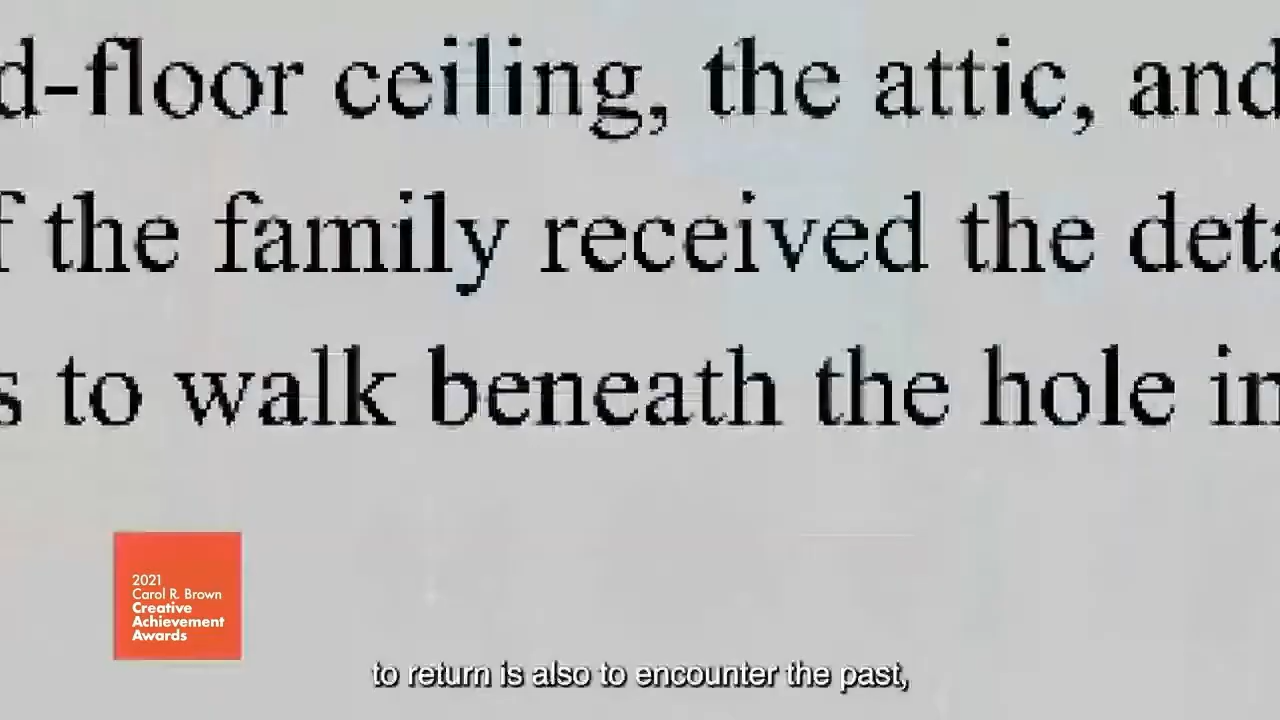 d-floor ceiling, the attic, and
f the family received the deta
s to walk beneath the hole in
2021
Carol R. Brown
Creative
Achievement
Awards
to return is also to encounter the past,